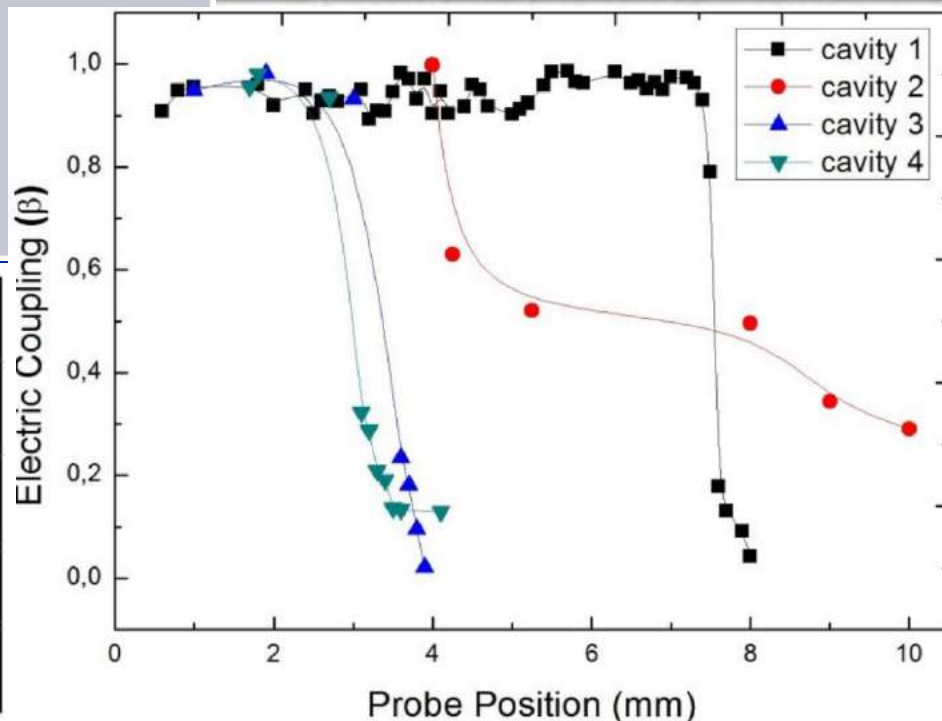 cavity 1
cavity 2
cavity 3
cavity 4
1,0
0,8
0,6
0,4
0,2
0,0
Electric Coupling (β)
0
2
4
6
8
10
Probe Position (mm)